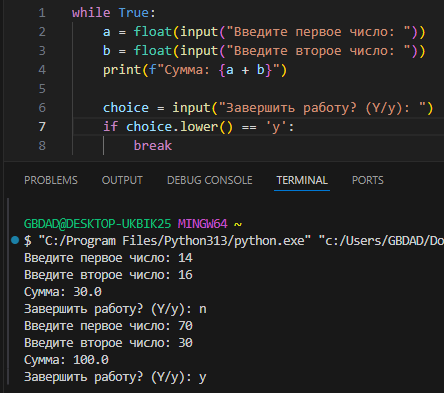 1 while True:
2 a = float(input("Введите первое число: "))
3 b = float(input("Введите второе число: "))
4 print(f"Сумма: {a + b}")
5
6 choice = input("Завершить работу? (Y/y): ")
7 if choice.lower() == 'y':
8 break
PROBLEMS OUTPUT DEBUG CONSOLE TERMINAL PORTS
GBDAD@DESKTOP-UKBIK25 MINGW64 ~
$ "C:/Program Files/Python313/python.exe" "c:/Users/GBDAD/Do
Введите первое число: 14
Введите второе число: 16
Сумма: 30.0
Завершить работу? (Y/y): n
Введите первое число: 70
Введите второе число: 30
Сумма: 100.0
Завершить работу? (Y/y): y